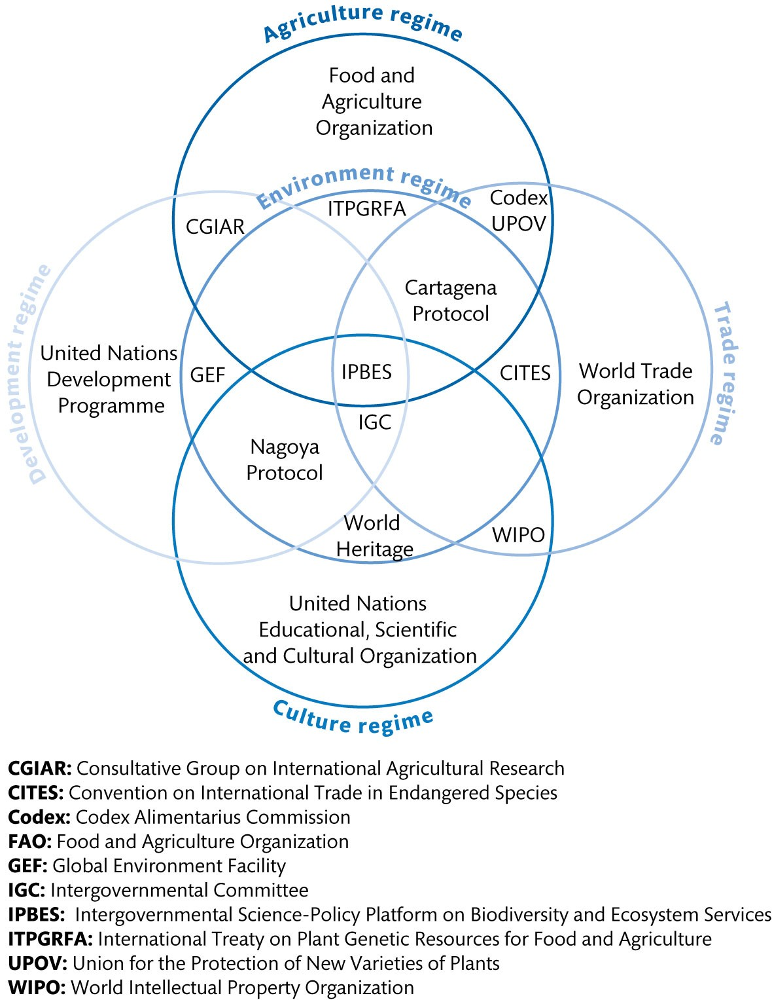 Agriculture regime
Food and
Agriculture
Organization
Environment regime
ITPGRFA
Codex
UPOV
CGIAR
Cartagena
Protocol
Development regime
United Nations
Development
Programme
GEF
IPBES
CITES
World Trade
Organization
Trade regime
IGC
Nagoya
Protocol
World
Heritage
WIPO
United Nations
Educational, Scientific
and Cultural Organization
Culture regime
CGIAR: Consultative Group on International Agricultural Research
CITES: Convention on International Trade in Endangered Species
Codex: Codex Alimentarius Commission
FAO: Food and Agriculture Organization
GEF: Global Environment Facility
IGC: Intergovernmental Committee
IPBES: Intergovernmental Science-Policy Platform on Biodiversity and Ecosystem Services
ITPGRFA: International Treaty on Plant Genetic Resources for Food and Agriculture
UPOV: Union for the Protection of New Varieties of Plants
WIPO: World Intellectual Property Organization